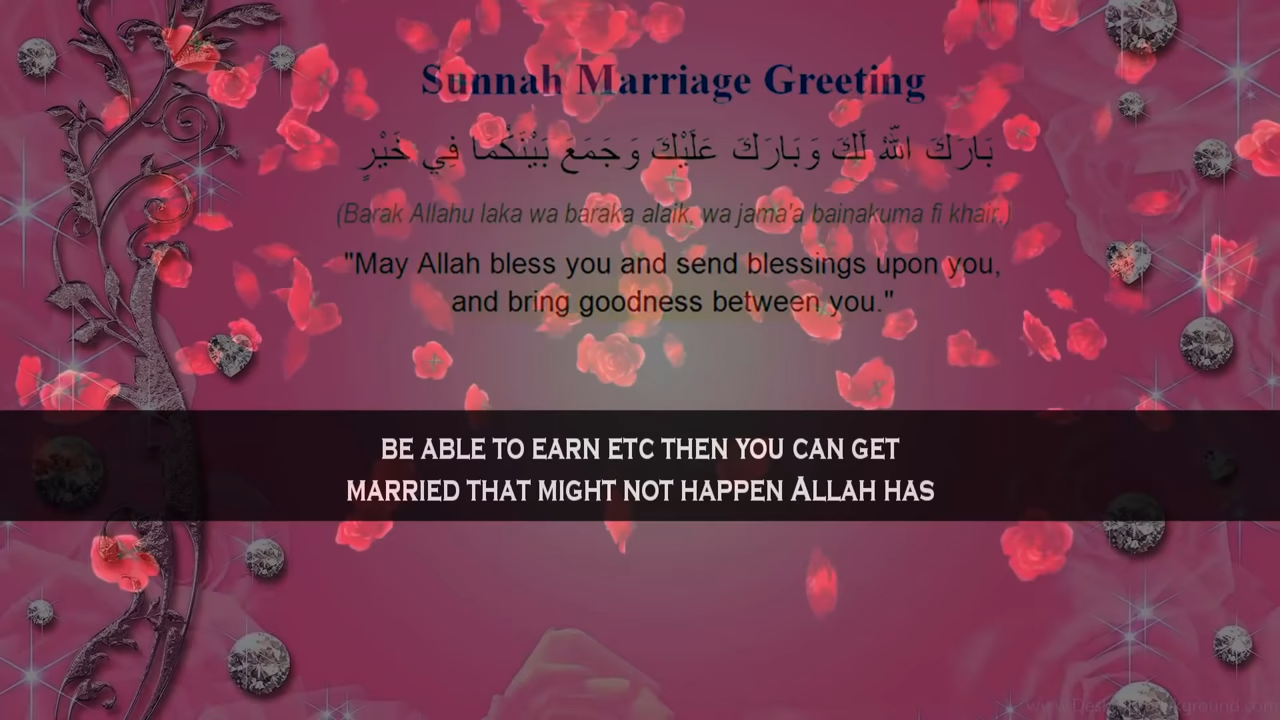 Sunnah Marriage Greeting
بَارَكَ اللَّهُ لَكَ وَبَارَكَ عَلَيْكَ وَجَمَعَ بَيْنَكُمَا فِي خَيْرٍ
(Barak Allahu laka wa baraka alaik, wa jama'a bainakuma fi khair.)
"May Allah bless you and send blessings upon you,
and bring goodness between you."
BE ABLE TO EARN ETC THEN YOU CAN GET
MARRIED THAT MIGHT NOT HAPPEN ALLAH HAS